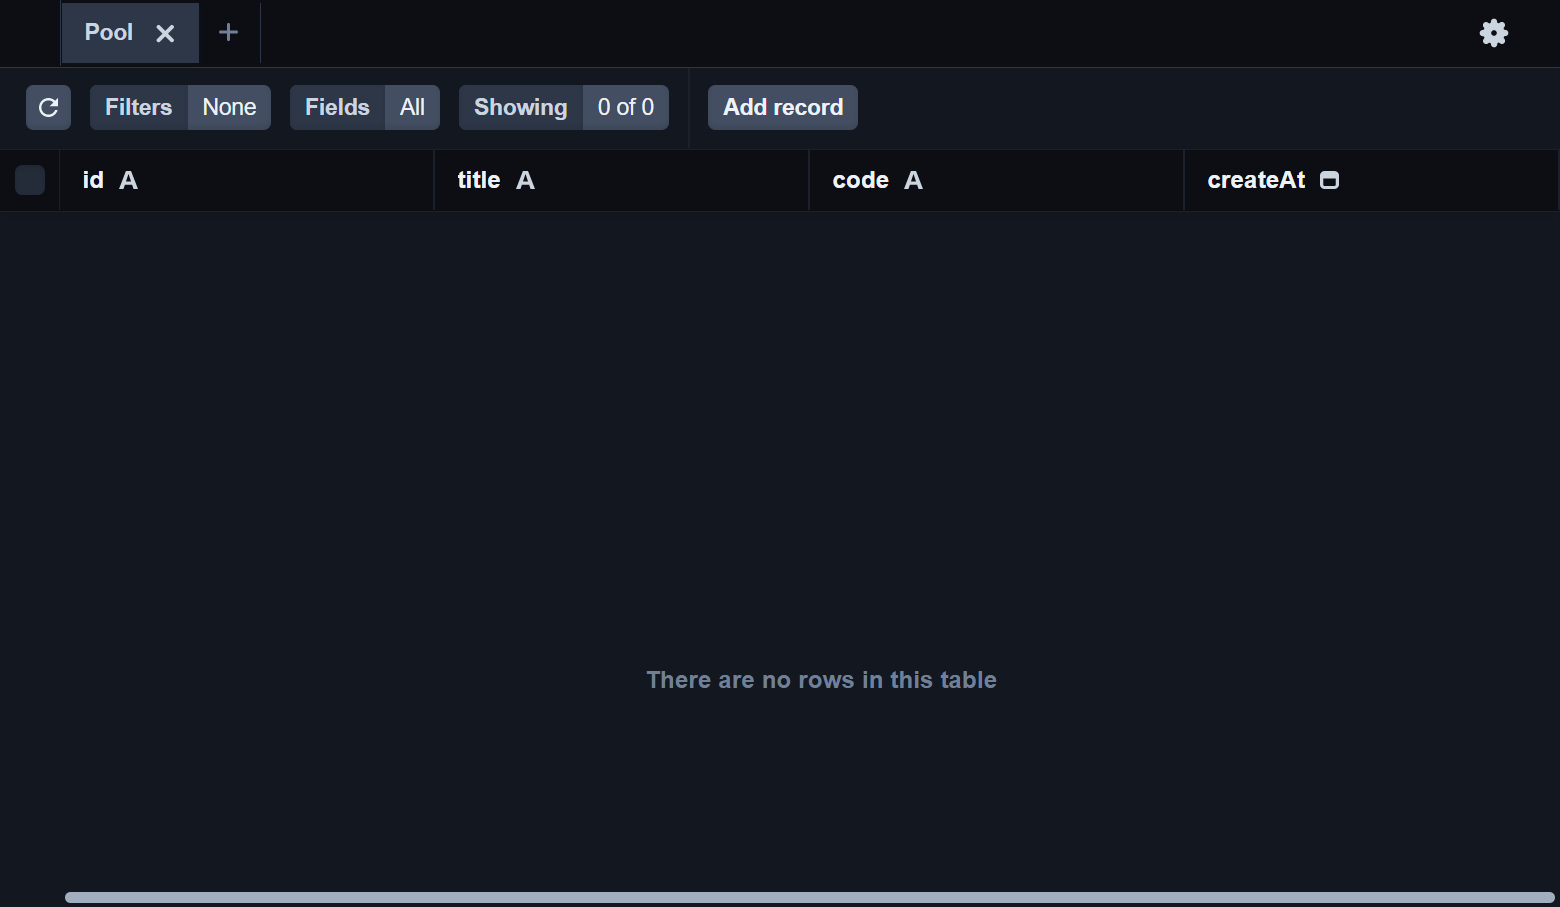 Pool
Filters None Fields All Showing 0 of 0 Add record
id title code createAt
There are no rows in this table